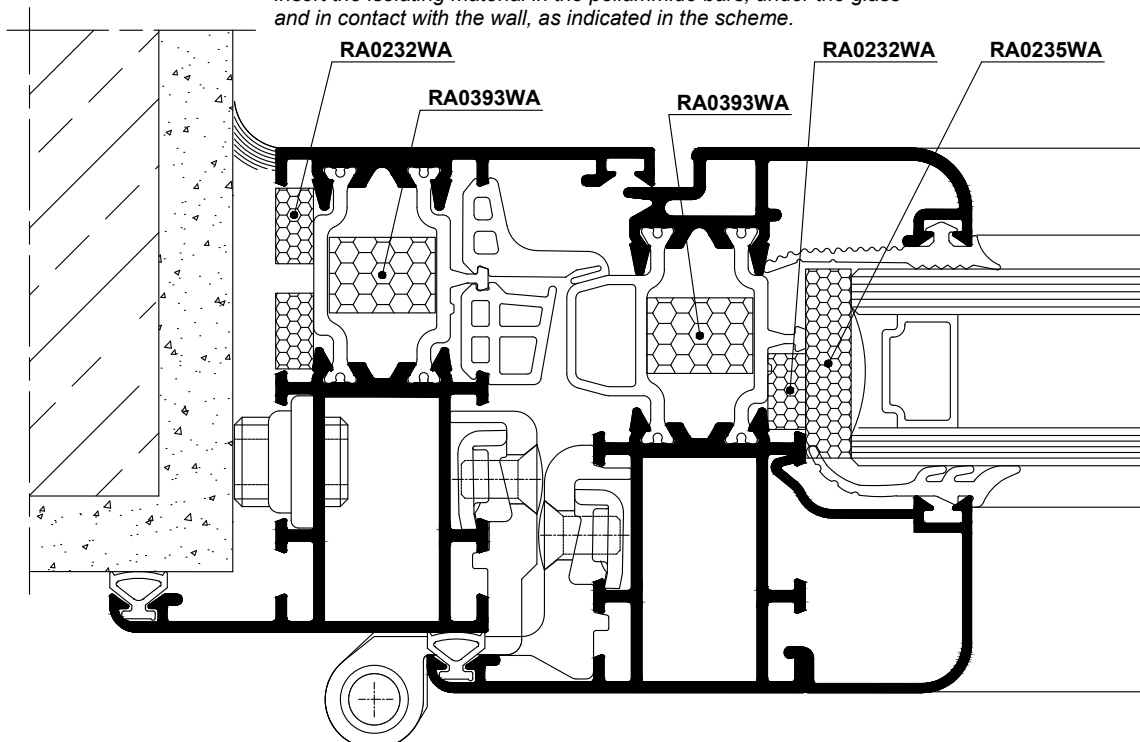 insert the isolating material in the poliammide bars, under the glass
and in contact with the wall, as indicated in the scheme.
RA0232WA
RA0232WA
RA0235WA
RA0393WA
RA0393WA